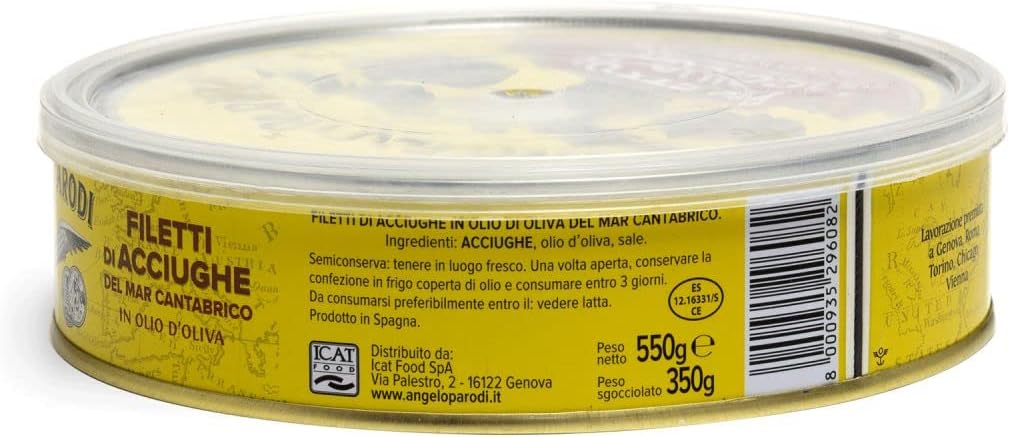 ARODI
FILETTI
DI ACCIUGHE
DEL MAR CANTABRICO
IN OLIO D'OLIVA
FILETTI DI ACCIUGHE IN OLIO DI OLIVA DEL MAR CANTABRICO.
Ingredienti: ACCIUGHE, olio d'oliva, sale.
Semiconserva: tenere in luogo fresco. Una volta aperta, conservare la
confezione in frigo coperta di olio e consumare entro 3 giorni.
Da consumarsi preferibilmente entro il: vedere latta.
Prodotto in Spagna.
ES
12.16331/S
CE
ICAT
FOOD
Distribuito da:
Icat Food SpA
Via Palestro, 2 - 16122 Genova
www.angeloparodi.it
Peso
netto 550g e
Peso
sgocciolato 350g
8 000935 296082
Lavorazione premiata
a Genova, Roma
Torino, Chicago
Vienna